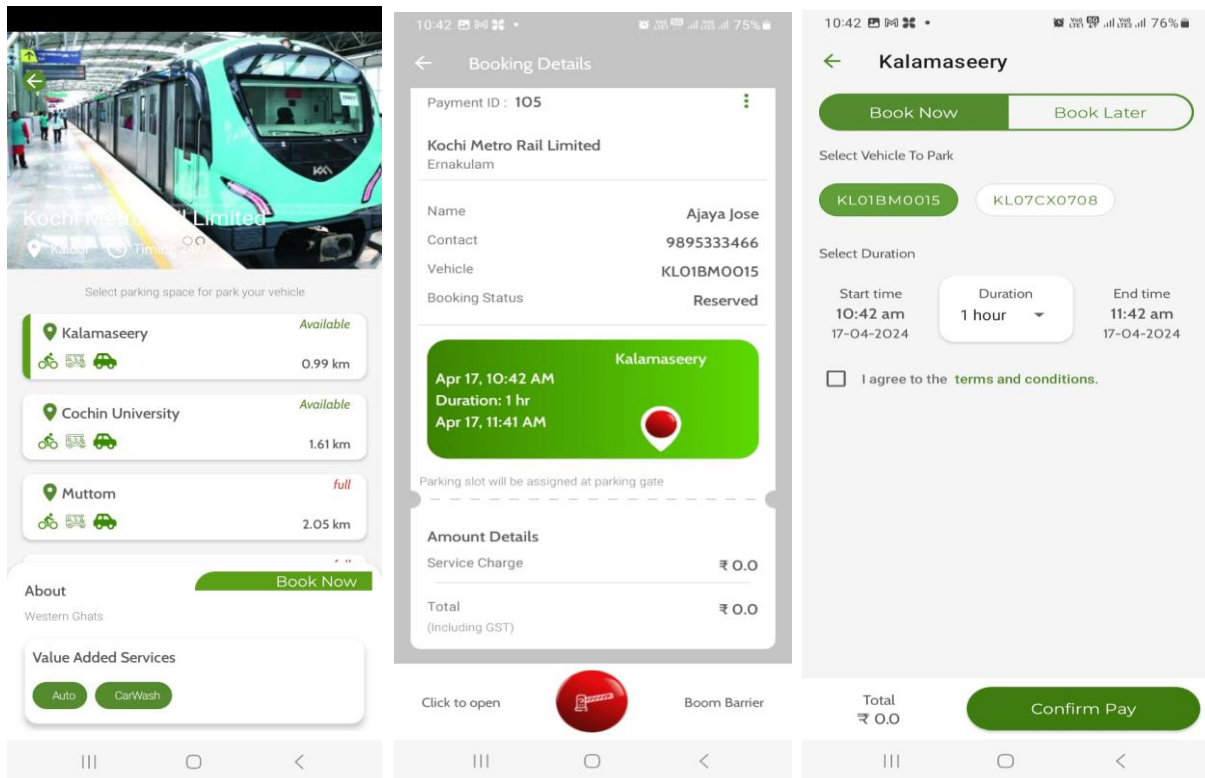 Kochi Metro Rail Limited
Kaloor Timing
Select parking space for park your vehicle
Kalamaseery
Available
0.99 km
Cochin University
Available
1.61 km
Muttom
full
2.05 km
Book Now
About
Western Ghats
Value Added Services
Auto CarWash
10:42 75%
Booking Details
Payment ID : 105
Kochi Metro Rail Limited
Ernakulam
Name Ajaya Jose
Contact 9895333466
Vehicle KL01BM0015
Booking Status Reserved
Kalamaseery
Apr 17, 10:42 AM
Duration: 1 hr
Apr 17, 11:41 AM
Parking slot will be assigned at parking gate
Amount Details
Service Charge ₹ 0.0
Total ₹ 0.0
(Including GST)
Click to open Boom Barrier
10:42 76%
Kalamaseery
Book Now Book Later
Select Vehicle To Park
KL01BM0015 KL07CX0708
Select Duration
Start time Duration End time
10:42 am 1 hour 11:42 am
17-04-2024 17-04-2024
I agree to the terms and conditions.
Total
₹ 0.0
Confirm Pay